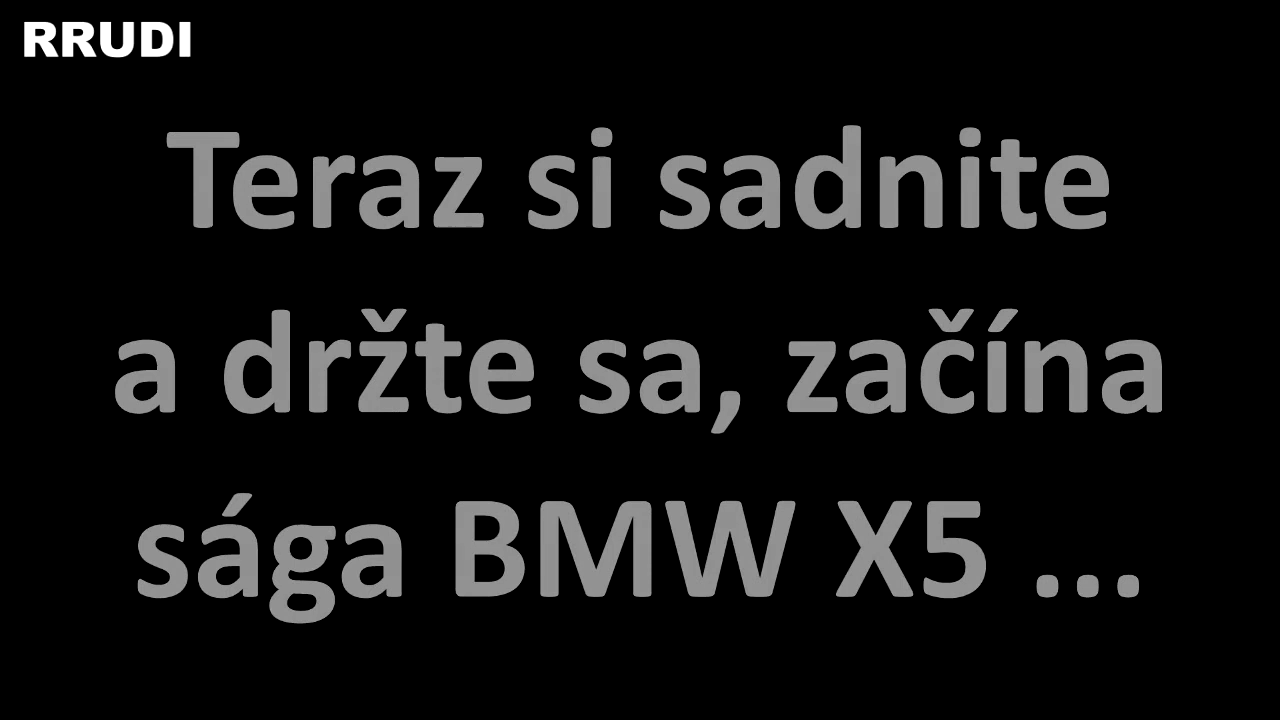 RRUDI
Teraz si sadnite
a držte sa, začína
sága BMW X5 ...